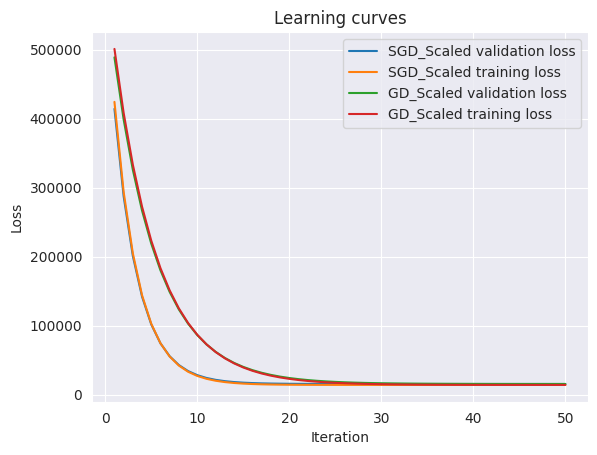 Learning curves
500000
400000
300000
200000
100000
0
Loss
SGD_Scaled validation loss
SGD_Scaled training loss
GD_Scaled validation loss
GD_Scaled training loss
0 10 20 30 40 50
Iteration